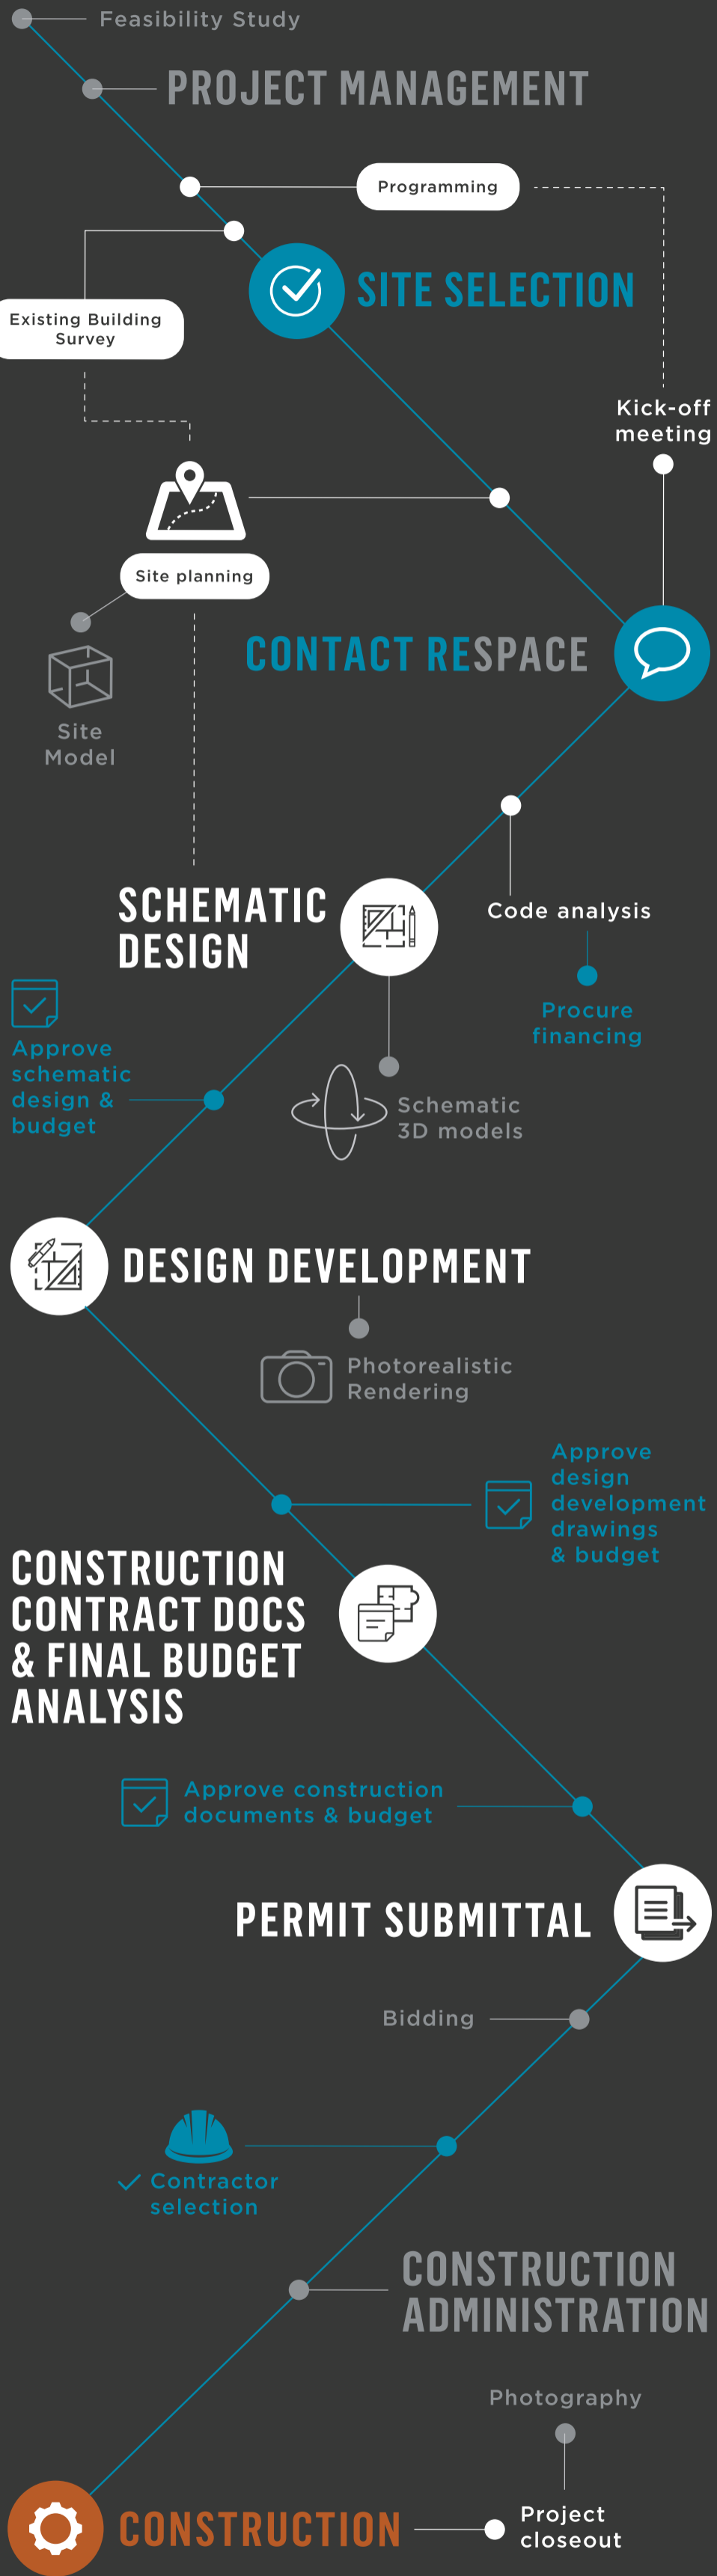 Feasibility Study
PROJECT MANAGEMENT
Programming
SITE SELECTION
Existing Building
Survey
Kick-off
meeting
Site planning
CONTACT RESPACE
Site
Model
SCHEMATIC
DESIGN
Code analysis
Procure
financing
Approve
schematic
design &
budget
Schematic
3D models
DESIGN DEVELOPMENT
Photorealistic
Rendering
Approve
design
development
drawings
& budget
CONSTRUCTION
CONTRACT DOCS
& FINAL BUDGET
ANALYSIS
Approve construction
documents & budget
PERMIT SUBMITTAL
Bidding
Contractor
selection
CONSTRUCTION
ADMINISTRATION
Photography
CONSTRUCTION
Project
closeout